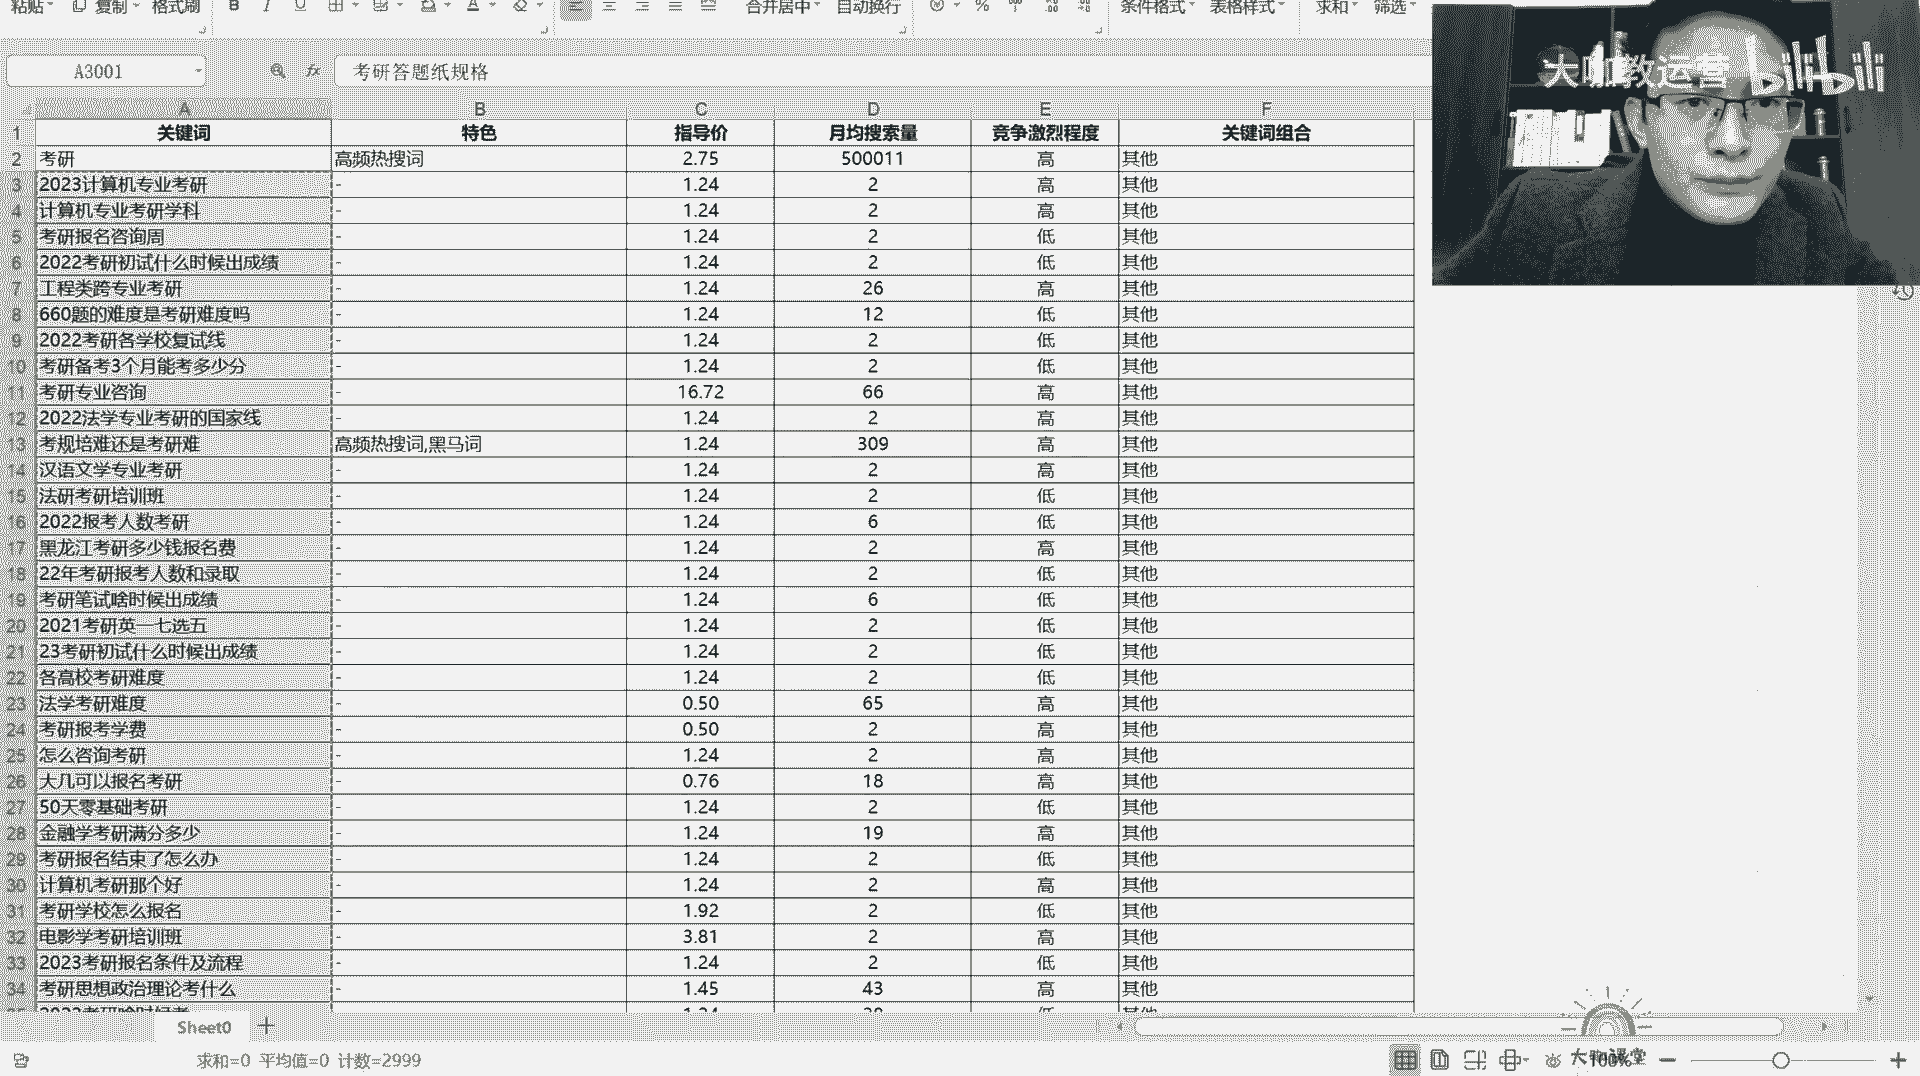 粘贴 复制 格式刷 B I U A 合并居中 自动换行 % 条件格式 表格样式 求和 筛选
A3001 fx 考研答题纸规格
大咖教运营 bilibili
A B C D E F
1 关键词 特色 指导价 月均搜索量 竞争激烈程度 关键词组合
2 考研 高频热搜词 2.75 500011 高 其他
3 2023计算机专业考研 - 1.24 2 高 其他
4 计算机专业考研学科 - 1.24 2 高 其他
5 考研报名咨询周 - 1.24 2 低 其他
6 2022考研初试什么时候出成绩 - 1.24 2 低 其他
7 工程类跨专业考研 - 1.24 26 高 其他
8 660题的难度是考研难度吗 - 1.24 12 低 其他
9 2022考研各学校复试线 - 1.24 2 低 其他
10 考研备考3个月能考多少分 - 1.24 2 低 其他
11 考研专业咨询 - 16.72 66 高 其他
12 2022法学专业考研的国家线 - 1.24 2 高 其他
13 考规培难还是考研难 高频热搜词,黑马词 1.24 309 高 其他
14 汉语文学专业考研 - 1.24 2 高 其他
15 法研考研培训班 - 1.24 2 低 其他
16 2022报考人数考研 - 1.24 6 低 其他
17 黑龙江考研多少钱报名费 - 1.24 2 高 其他
18 22年考研报考人数和录取 - 1.24 2 低 其他
19 考研笔试啥时候出成绩 - 1.24 6 低 其他
20 2021考研英一七选五 - 1.24 2 低 其他
21 23考研初试什么时候出成绩 - 1.24 2 低 其他
22 各高校考研难度 - 1.24 2 低 其他
23 法学考研难度 - 0.50 65 高 其他
24 考研报考学费 - 0.50 2 高 其他
25 怎么咨询考研 - 1.24 2 高 其他
26 大几可以报名考研 - 0.76 18 高 其他
27 50天零基础考研 - 1.24 2 低 其他
28 金融学考研满分多少 - 1.24 19 高 其他
29 考研报名结束了怎么办 - 1.24 2 低 其他
30 计算机考研那个好 - 1.24 2 高 其他
31 考研学校怎么报名 - 1.92 2 低 其他
32 电影学考研培训班 - 3.81 2 高 其他
33 2023考研报名条件及流程 - 1.24 2 低 其他
34 考研思想政治理论考什么 - 1.45 43 高 其他
Sheet0 +
求和=0 平均值=0 计数=2999 100%